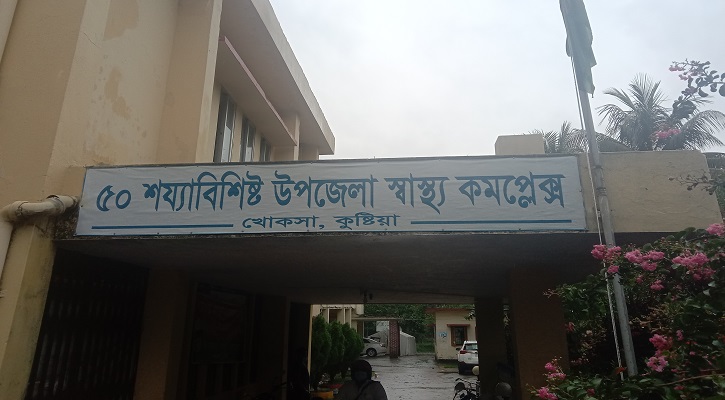 ৫০ শয্যাবিশিষ্ট উপজেলা স্বাস্থ্য কমপ্লেক্স
খোকসা, কুষ্টিয়া